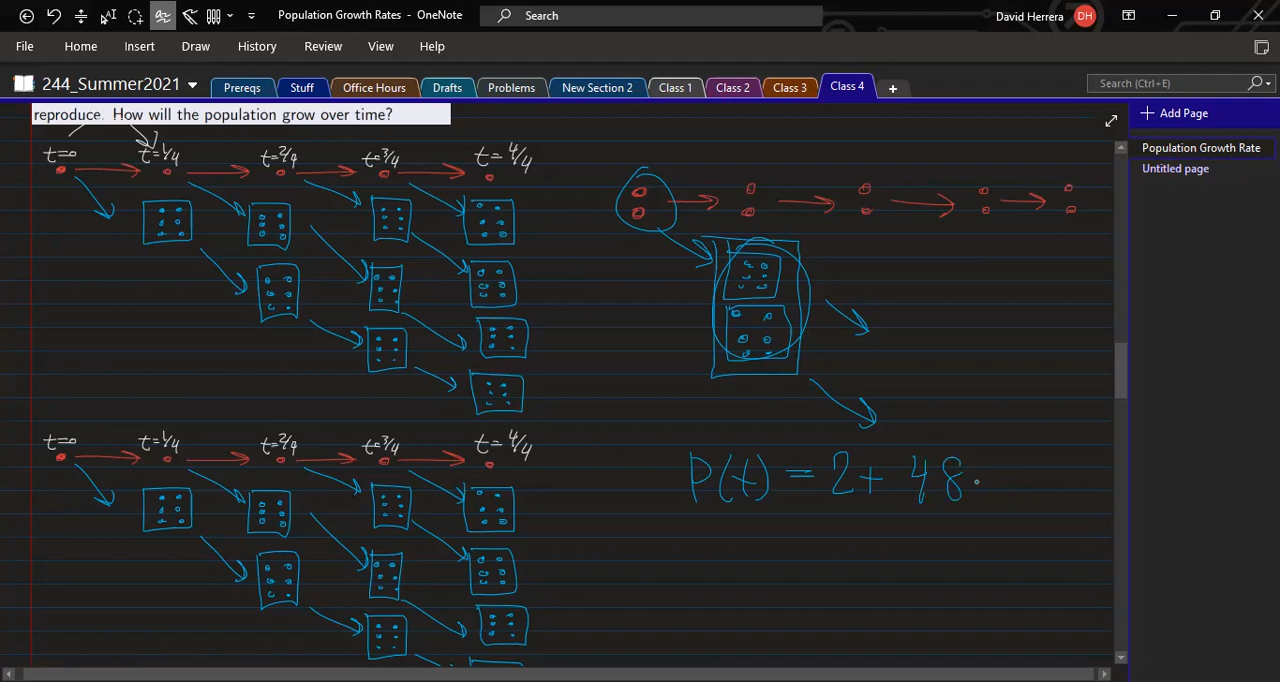 Population Growth Rates - OneNote
Search
David Herrera DH
File Home Insert Draw History Review View Help
244_Summer2021 Prereqs Stuff Office Hours Drafts Problems New Section 2 Class 1 Class 2 Class 3 Class 4
Search (Ctrl+E)
Add Page
Population Growth Rate
Untitled page
reproduce. How will the population grow over time?
t=0 t=1/4 t=2/4 t=3/4 t=4/4
t=0 t=1/4 t=2/4 t=3/4 t=4/4
P(t) = 2 + 48